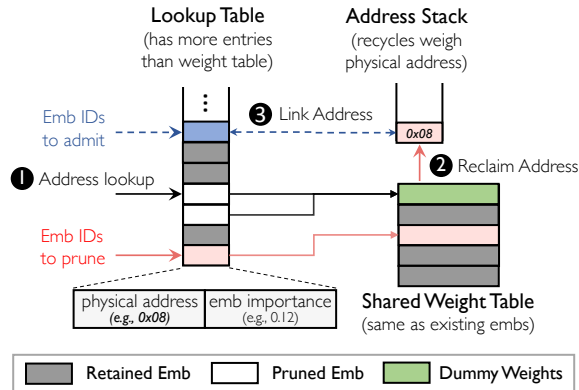 Lookup Table
(has more entries
than weight table)
Address Stack
(recycles weigh
physical address)
⋮
Emb IDs
to admit
3 Link Address
0x08
1 Address lookup
2 Reclaim Address
Emb IDs
to prune
physical address
(e.g., 0x08)
emb importance
(e.g., 0.12)
Shared Weight Table
(same as existing embs)
Retained Emb
Pruned Emb
Dummy Weights